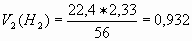 V₂(H₂) = 22,4*2,33 / 56 = 0,932